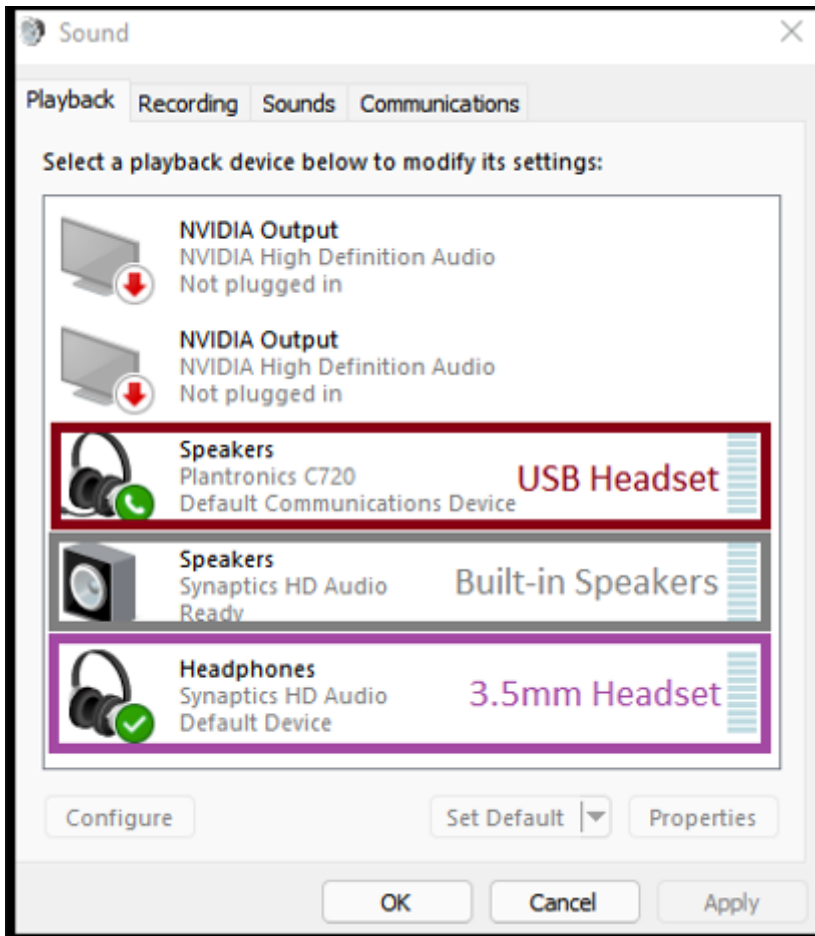 Sound
Playback Recording Sounds Communications
Select a playback device below to modify its settings:
NVIDIA Output
NVIDIA High Definition Audio
Not plugged in
NVIDIA Output
NVIDIA High Definition Audio
Not plugged in
Speakers
Plantronics C720
Default Communications Device
USB Headset
Speakers
Synaptics HD Audio
Ready
Built-in Speakers
Headphones
Synaptics HD Audio
Default Device
3.5mm Headset
Configure Set Default Properties
OK Cancel Apply